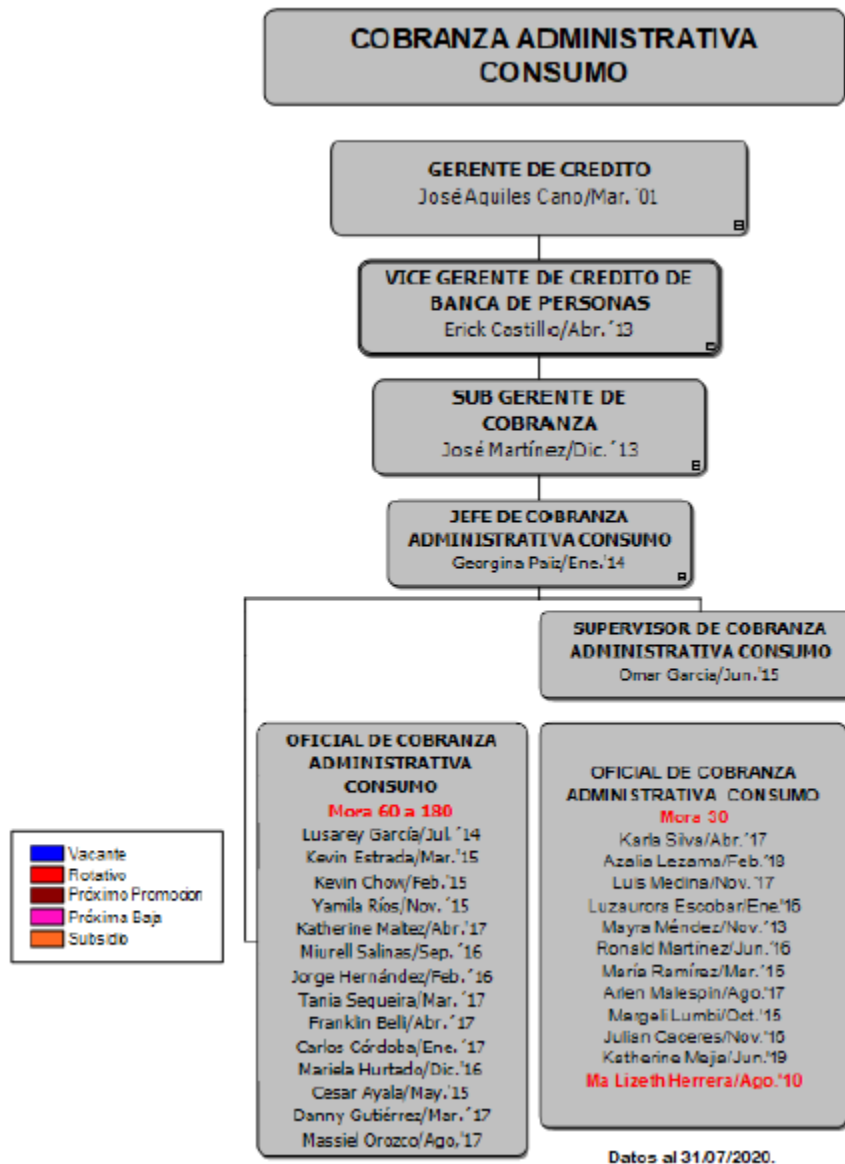 COBRANZA ADMINISTRATIVA
CONSUMO
GERENTE DE CREDITO
José Aquiles Cano/Mar. ´01
VICE GERENTE DE CREDITO DE
BANCA DE PERSONAS
Erick Castillo/Abr. ´13
SUB GERENTE DE
COBRANZA
José Martínez/Dic. ´13
JEFE DE COBRANZA
ADMINISTRATIVA CONSUMO
Georgina Paiz/Ene.'14
SUPERVISOR DE COBRANZA
ADMINISTRATIVA CONSUMO
Omar Garcia/Jun.'15
OFICIAL DE COBRANZA
ADMINISTRATIVA
CONSUMO
Mora 60 a 180
Lusarey García/Jul. ´14
Kevin Estrada/Mar.'15
Kevin Chow/Feb. ´15
Yamila Ríos/Nov. ´15
Katherine Maltez/Abr.'17
Miurell Salinas/Sep. ´16
Jorge Hernández/Feb. ´16
Tania Sequeira/Mar. ´17
Franklin Belli/Abr. ´17
Carlos Córdoba/Ene. ´17
Mariela Hurtado/Dic.'16
Cesar Ayala/May.'15
Danny Gutiérrez/Mar. ´17
Massiel Orozco/Ago,'17
OFICIAL DE COBRANZA
ADMINISTRATIVA CONSUMO
Mora 30
Karla Silva/Abr.'17
Azalia Lezama/Feb.
Luis Medina/Nov. '17
Luzaurora Escobar/Ene.
Mayra Méndez/Nov.'13
Ronald Martínez/Jun.'16
María Ramírez/Mar.
Arlen Malespin/Ago.'17
Margeli Lumbi/Oct.'15
Julian Caceres/Nov.
Katherine Mejia/Jun.'19
Ma Lizeth Herrera/Ago.'10
Vacante
Rotativo
Próximo Promocion
Próxima Baja
Subsidio
Datos al 31/07/2020.